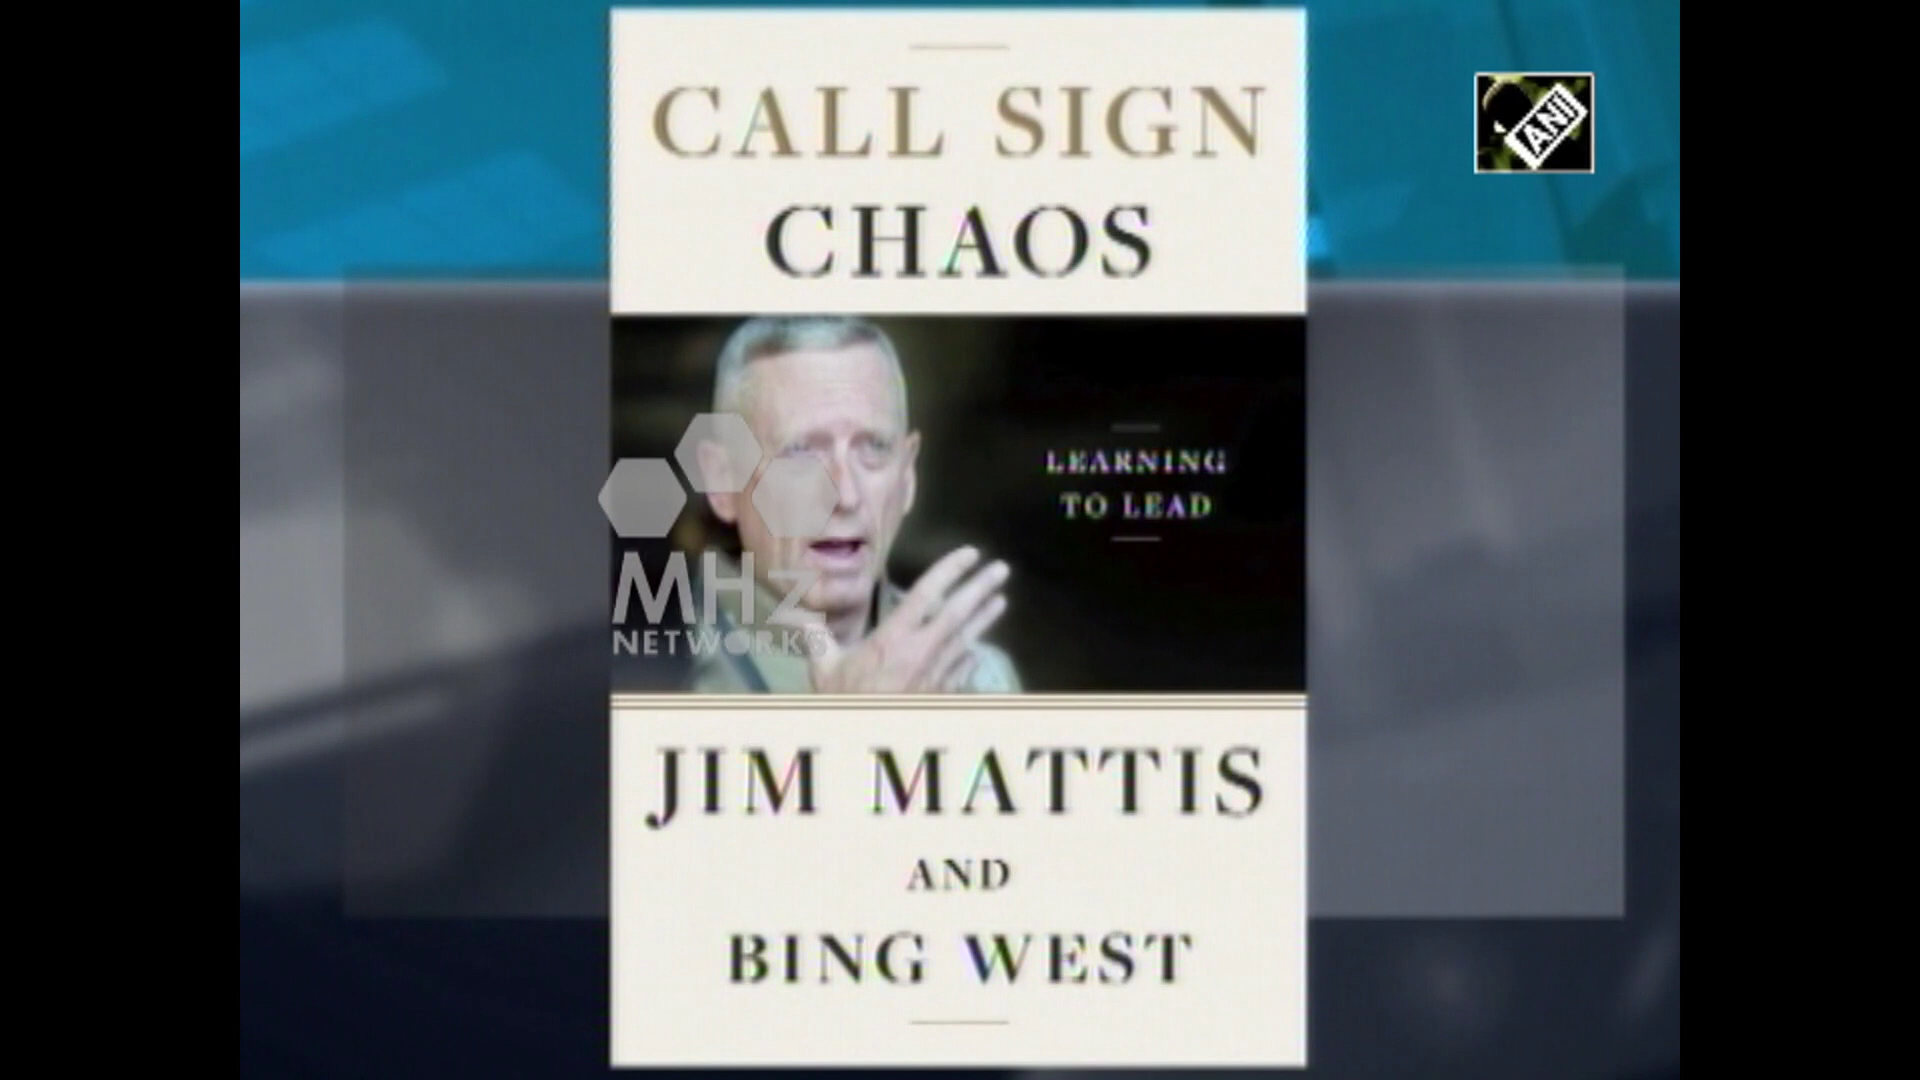 CALL SIGN
CHAOS
ANI
LEARNING
TO LEAD
MHz
NETWORKS
JIM MATTIS
AND
BING WEST